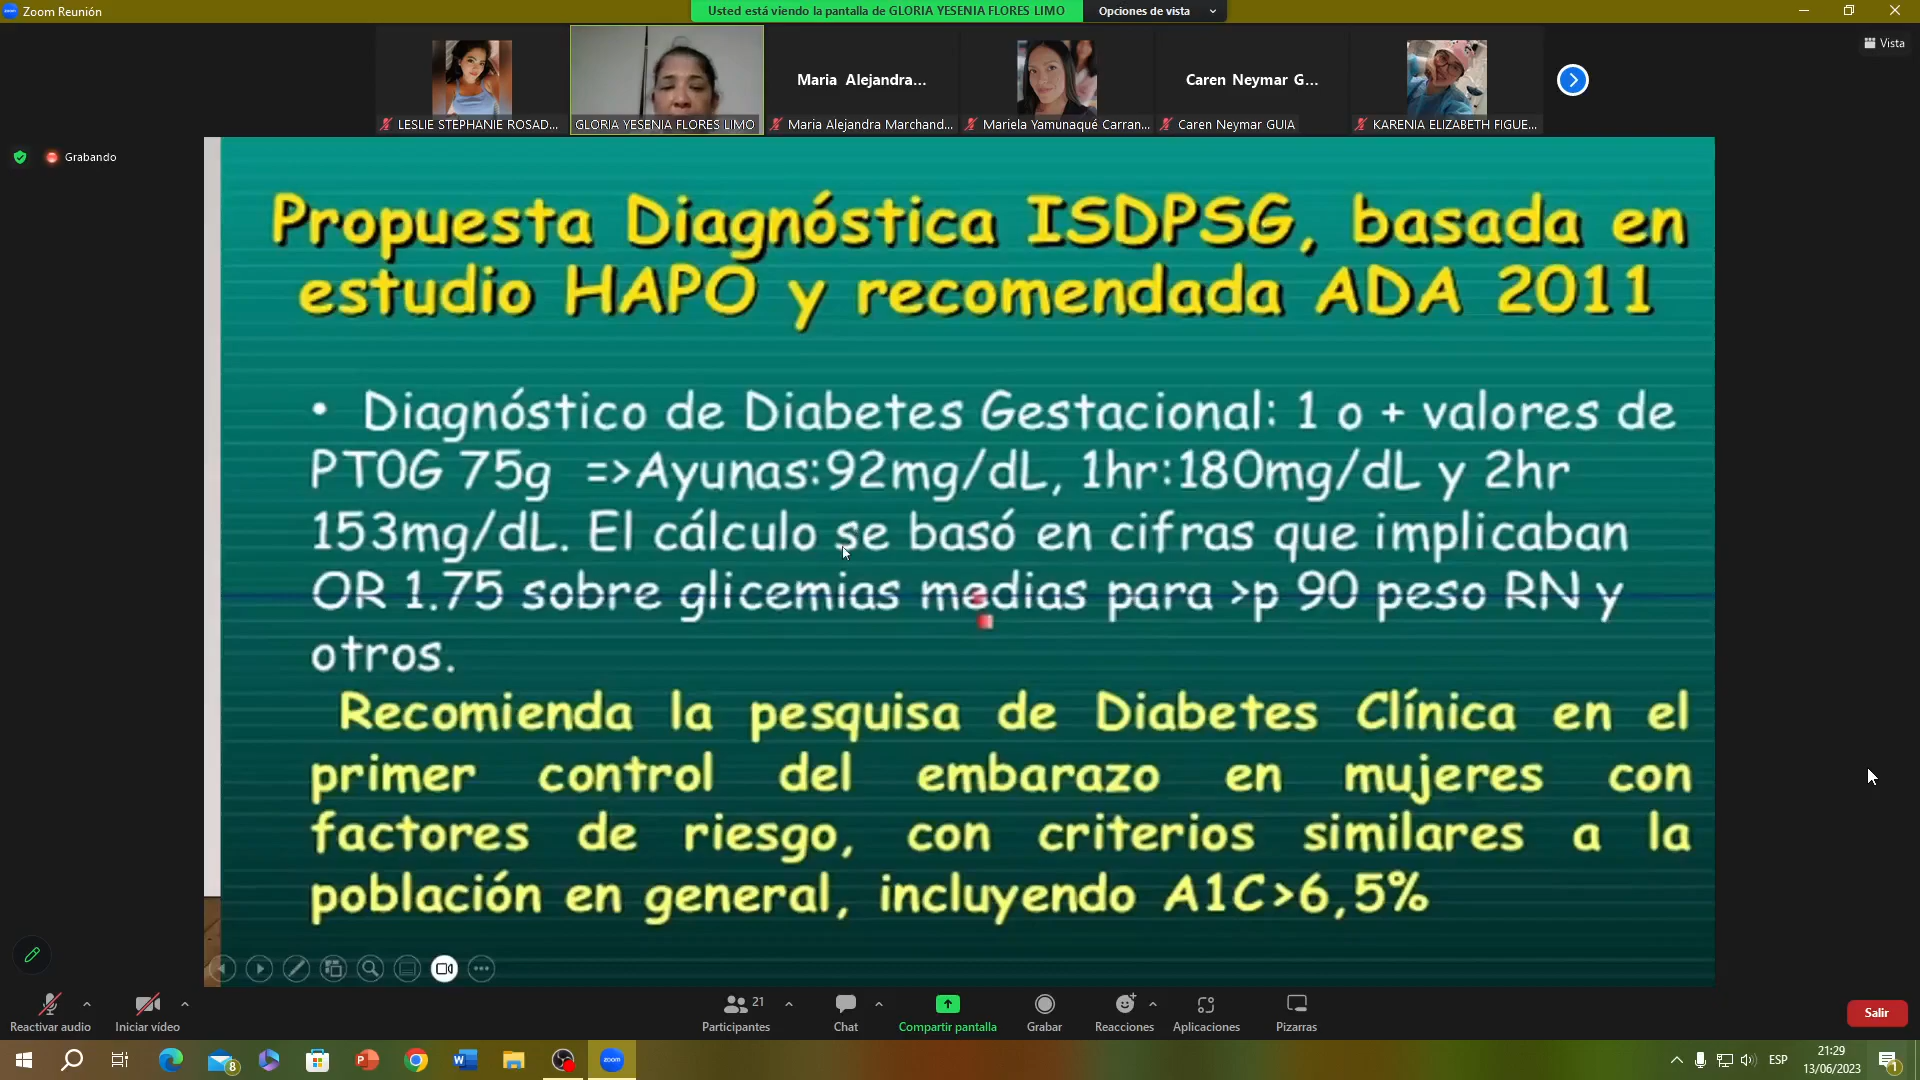 Zoom Reunión
Usted está viendo la pantalla de GLORIA YESENIA FLORES LIMO
Opciones de vista
Vista
Maria Alejandra...
Caren Neymar G...
LESLIE STEPHANIE ROSAD...
GLORIA YESENIA FLORES LIMO
Maria Alejandra Marchand...
Mariela Yamunaqué Carran...
Caren Neymar GUIA
KARENIA ELIZABETH FIGUE...
Grabando
Propuesta Diagnóstica ISDPSG, basada en
estudio HAPO y recomendada ADA 2011
• Diagnóstico de Diabetes Gestacional: 1 o + valores de
PTOG 75g =>Ayunas:92mg/dL, 1hr:180mg/dL y 2hr
153mg/dL. El cálculo se basó en cifras que implicaban
OR 1.75 sobre glicemias medias para >p 90 peso RN y
otros.
Recomienda la pesquisa de Diabetes Clínica en el
primer control del embarazo en mujeres con
factores de riesgo, con criterios similares a la
población en general, incluyendo A1C>6,5%
21
Reactivar audio
Iniciar vídeo
Participantes
Chat
Compartir pantalla
Grabar
Reacciones
Aplicaciones
Pizarras
Salir
8
zoom
ESP
21:29
13/06/2023
1